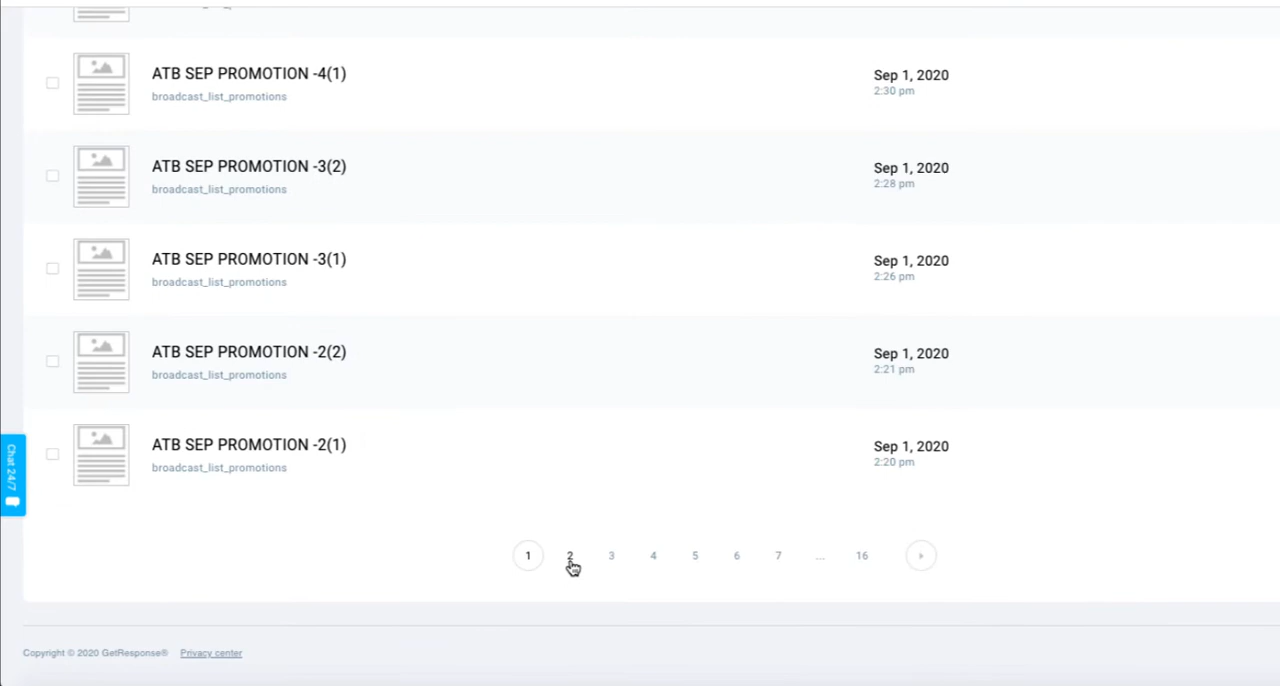 ATB SEP PROMOTION -4(1)
broadcast_list_promotions
Sep 1, 2020
2:30 pm
ATB SEP PROMOTION -3(2)
broadcast_list_promotions
Sep 1, 2020
2:28 pm
ATB SEP PROMOTION -3(1)
broadcast_list_promotions
Sep 1, 2020
2:26 pm
ATB SEP PROMOTION -2(2)
broadcast_list_promotions
Sep 1, 2020
2:21 pm
ATB SEP PROMOTION -2(1)
broadcast_list_promotions
Sep 1, 2020
2:20 pm
Chat 24/7
1 2 3 4 5 6 7 ... 16
Copyright © 2020 GetResponse® Privacy center